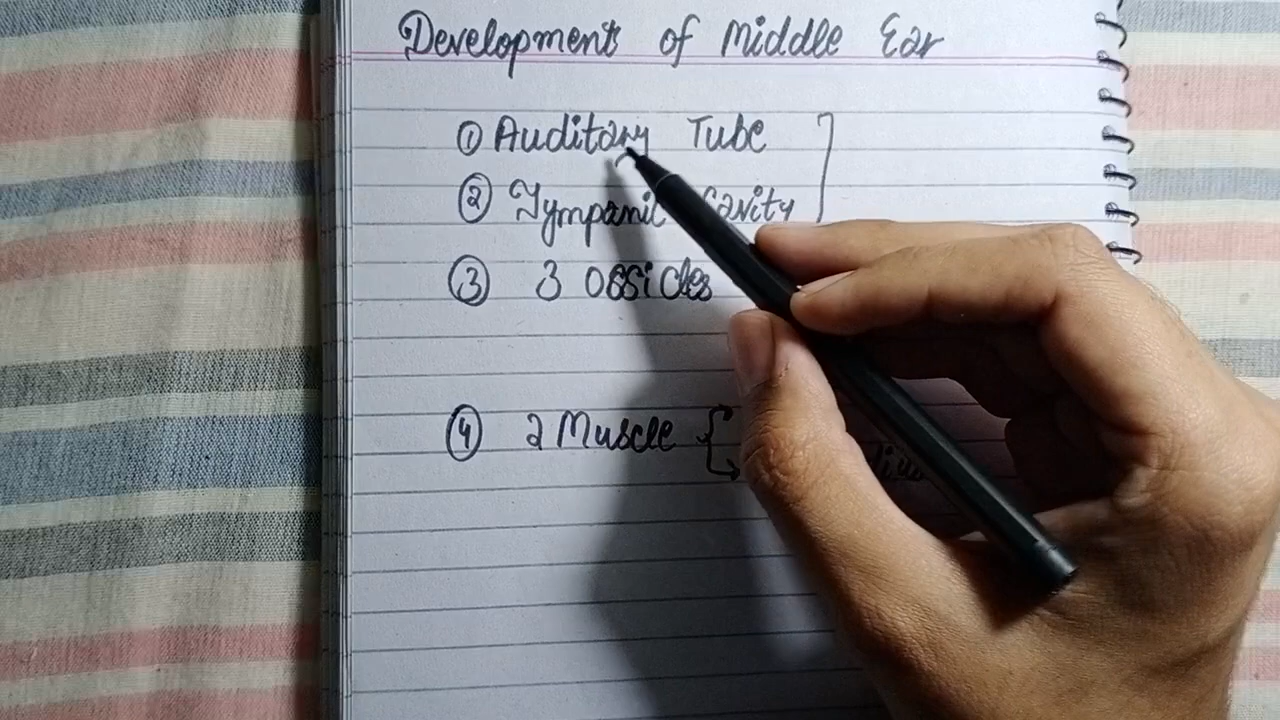 Development of Middle Ear
① Auditory Tube
② Tympanic Cavity
③ 3 Ossicles
④ 2 Muscle